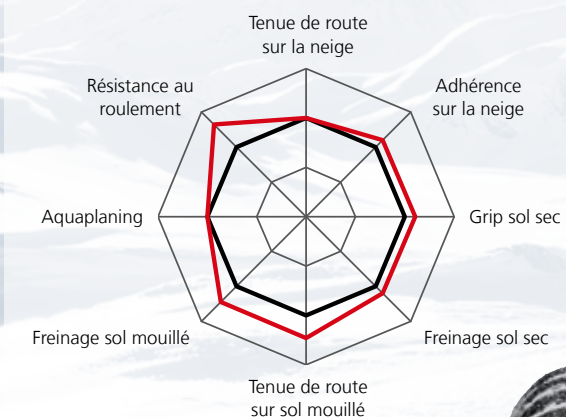 Tenue de route
sur la neige
Résistance au
roulement
Adhérence
sur la neige
Aquaplaning
Grip sol sec
Freinage sol mouillé
Freinage sol sec
Tenue de route
sur sol mouillé